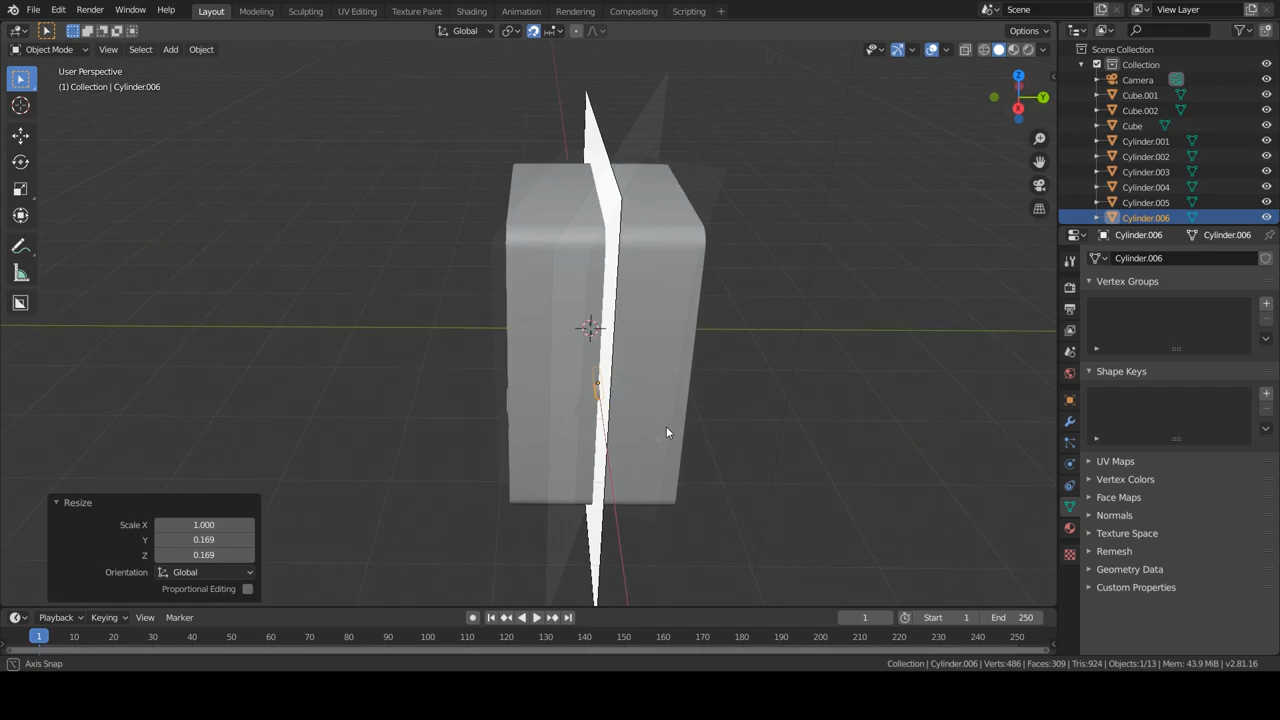 File Edit Render Window Help
Layout Modeling Sculpting UV Editing Texture Paint Shading Animation Rendering Compositing Scripting +
Scene
View Layer
Global
Options
Object Mode View Select Add Object
User Perspective
(1) Collection | Cylinder.006
Z
Y
X
Scene Collection
Collection
Camera
Cube.001
Cube.002
Cube
Cylinder.001
Cylinder.002
Cylinder.003
Cylinder.004
Cylinder.005
Cylinder.006
Cylinder.006 Cylinder.006
Cylinder.006
Vertex Groups
Shape Keys
UV Maps
Vertex Colors
Face Maps
Normals
Texture Space
Remesh
Geometry Data
Custom Properties
Resize
Scale X 1.000
Y 0.169
Z 0.169
Orientation Global
Proportional Editing
Playback Keying View Marker
1 Start 1 End 250
1 10 20 30 40 50 60 70 80 90 100 110 120 130 140 150 160 170 180 190 200 210 220 230 240 250
Axis Snap
Collection | Cylinder.006 | Verts:486 | Faces:309 | Tris:924 | Objects:1/13 | Mem: 43.9 MiB | v2.81.16